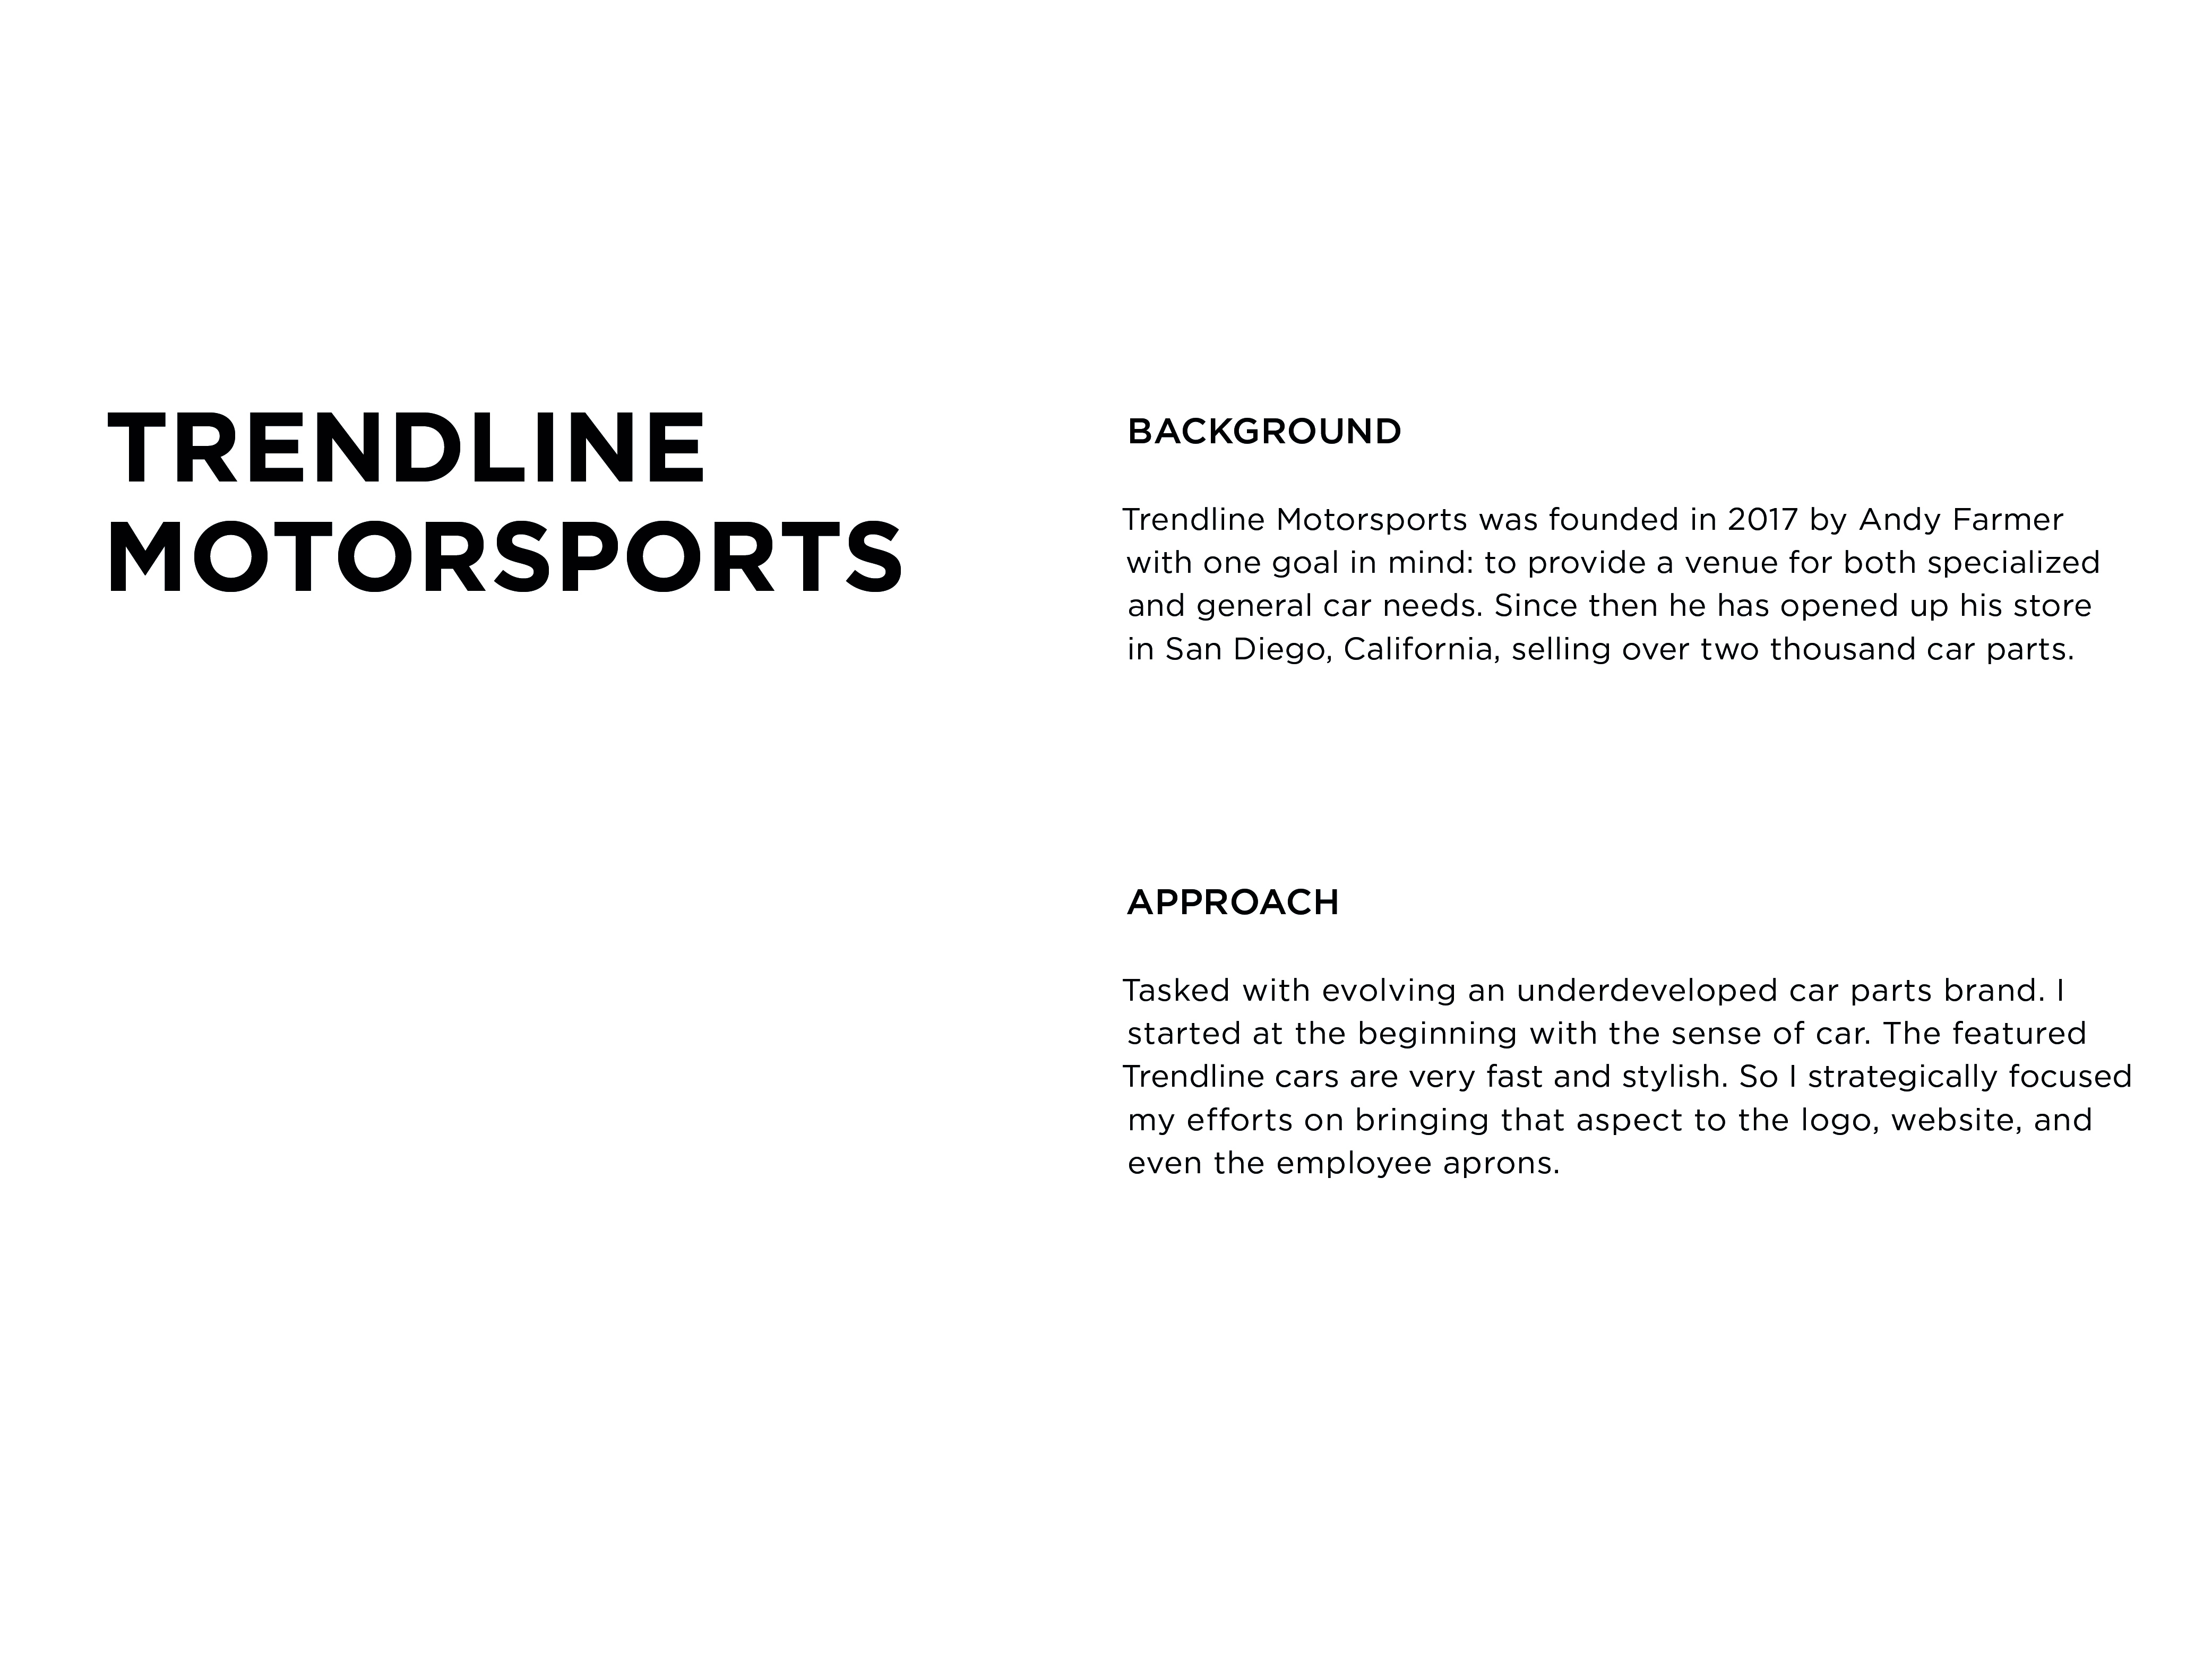 TRENDLINE
MOTORSPORTS
BACKGROUND
Trendline Motorsports was founded in 2017 by Andy Farmer
with one goal in mind: to provide a venue for both specialized
and general car needs. Since then he has opened up his store
in San Diego, California, selling over two thousand car parts.
APPROACH
Tasked with evolving an underdeveloped car parts brand. I
started at the beginning with the sense of car. The featured
Trendline cars are very fast and stylish. So I strategically focused
my efforts on bringing that aspect to the logo, website, and
even the employee aprons.